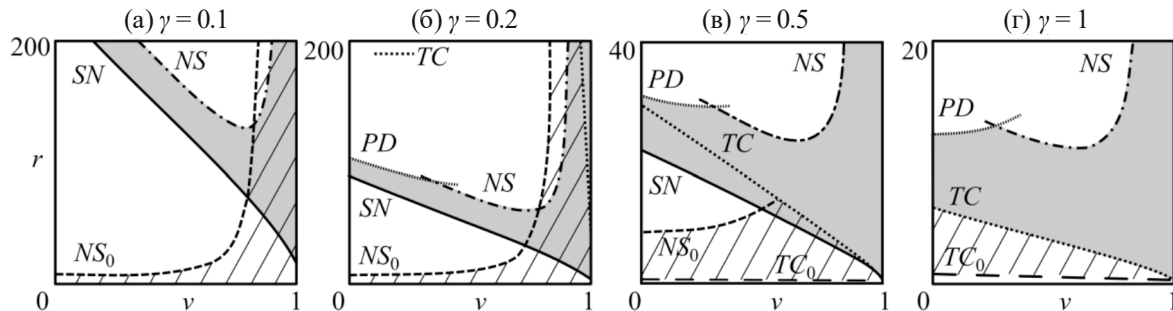 (а) γ = 0.1
(б) γ = 0.2
(в) γ = 0.5
(г) γ = 1
200
SN
NS
r
NS₀
0
v
1
200
TC
PD
NS
SN
NS₀
0
v
1
40
PD
NS
TC
SN
NS₀
TC₀
0
v
1
20
NS
PD
TC
TC₀
0
v
1